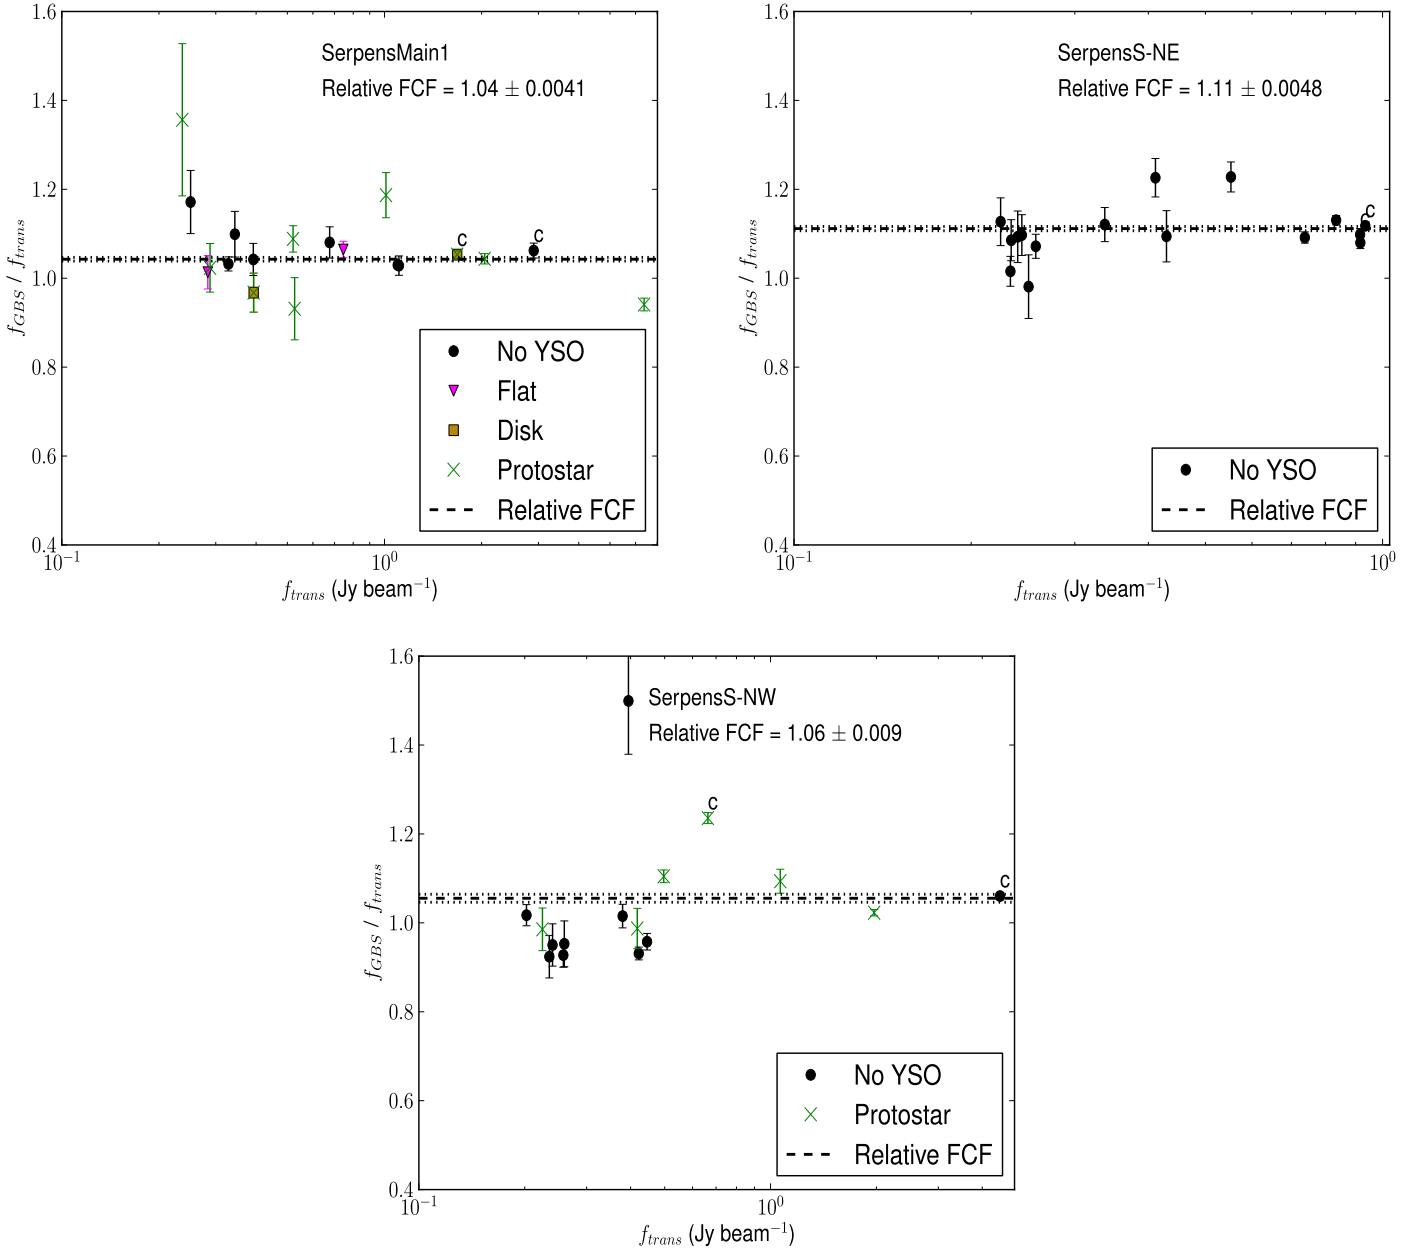 SerpensMain1
Relative FCF = 1.04 ± 0.0041
1.6
1.4
1.2
1.0
0.8
0.6
0.4
f_GBS / f_trans
c
c
No YSO
Flat
Disk
Protostar
Relative FCF
10⁻¹
10⁰
f_trans (Jy beam⁻¹)
SerpensS-NE
Relative FCF = 1.11 ± 0.0048
1.6
1.4
1.2
1.0
0.8
0.6
0.4
f_GBS / f_trans
c
c
No YSO
Relative FCF
10⁻¹
10⁰
f_trans (Jy beam⁻¹)
SerpensS-NW
Relative FCF = 1.06 ± 0.009
1.6
1.4
1.2
1.0
0.8
0.6
0.4
f_GBS / f_trans
c
c
No YSO
Protostar
Relative FCF
10⁻¹
10⁰
f_trans (Jy beam⁻¹)